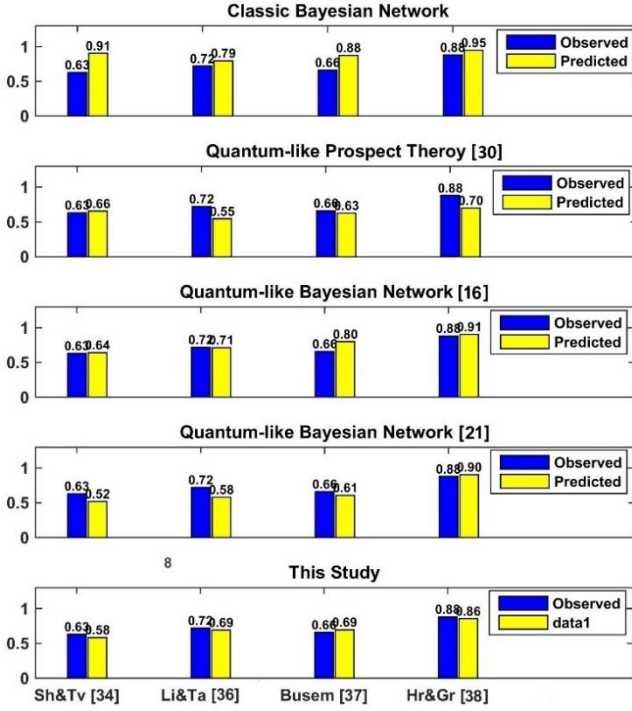 Classic Bayesian Network
1
0.5
0
0.63 0.91 0.72 0.79 0.66 0.88 0.88 0.95
Observed
Predicted
Quantum-like Prospect Theroy [30]
1
0.5
0
0.63 0.66 0.72 0.55 0.66 0.63 0.88 0.70
Observed
Predicted
Quantum-like Bayesian Network [16]
1
0.5
0
0.63 0.64 0.72 0.71 0.66 0.80 0.88 0.91
Observed
Predicted
Quantum-like Bayesian Network [21]
1
0.5
0
0.63 0.52 0.72 0.58 0.66 0.61 0.88 0.90
Observed
Predicted
8
This Study
1
0.5
0
0.63 0.58 0.72 0.69 0.66 0.69 0.88 0.86
Observed
data1
Sh&Tv [34] Li&Ta [36] Busem [37] Hr&Gr [38]